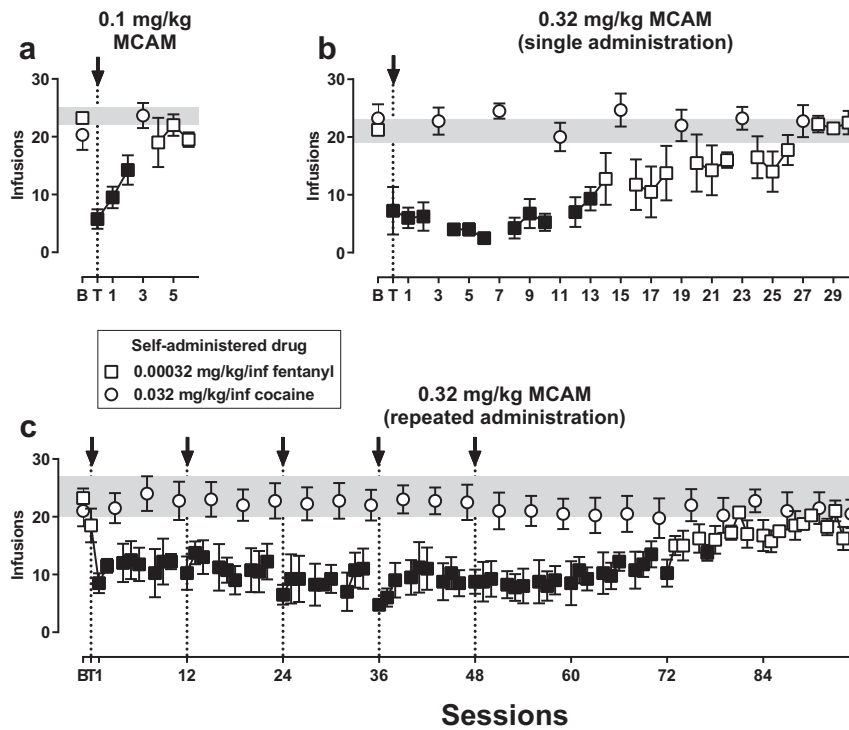 0.1 mg/kg
MCAM
a
30
20
10
0
Infusions
B T 1 3 5
0.32 mg/kg MCAM
(single administration)
b
30
20
10
0
Infusions
B T 1 3 5 7 9 11 13 15 17 19 21 23 25 27 29
Self-administered drug
0.00032 mg/kg/inf fentanyl
0.032 mg/kg/inf cocaine
0.32 mg/kg MCAM
(repeated administration)
c
30
20
10
0
Infusions
BT1 12 24 36 48 60 72 84
Sessions